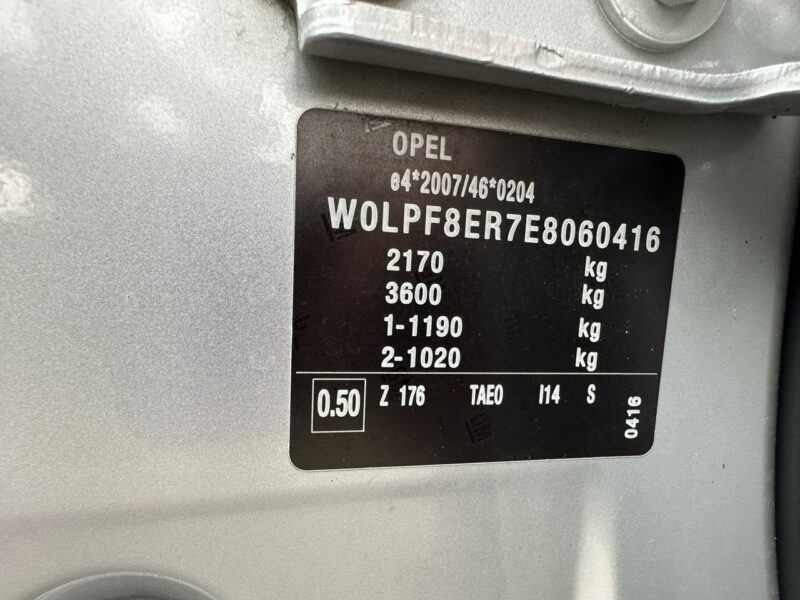 OPEL
e4*2007/46*0204
W0LPF8ER7E8060416
2170 kg
3600 kg
1-1190 kg
2-1020 kg
0.50 Z 176 TAE0 I14 S
0416